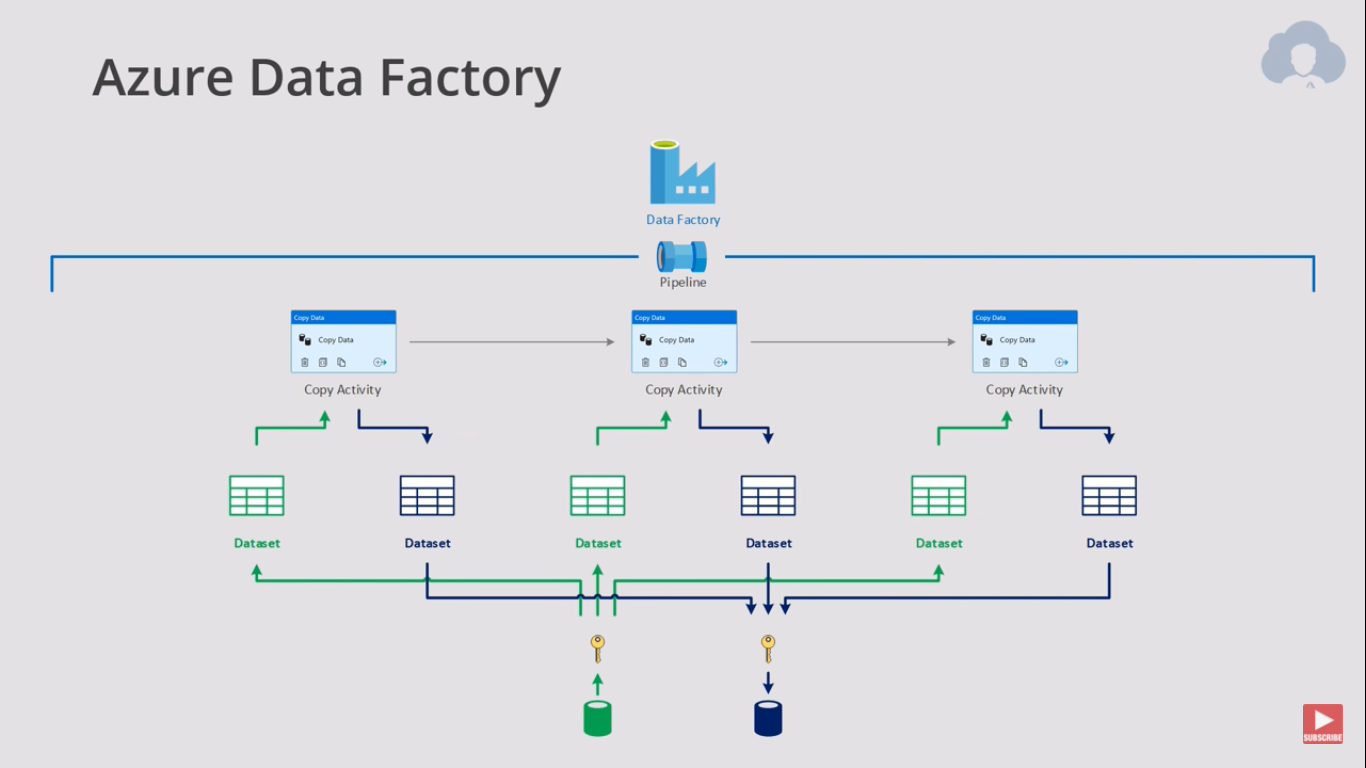 Azure Data Factory
Data Factory
Pipeline
Copy Data
Copy Data
Copy Activity
Copy Data
Copy Data
Copy Activity
Copy Data
Copy Data
Copy Activity
Dataset
Dataset
Dataset
Dataset
Dataset
Dataset
SUBSCRIBE